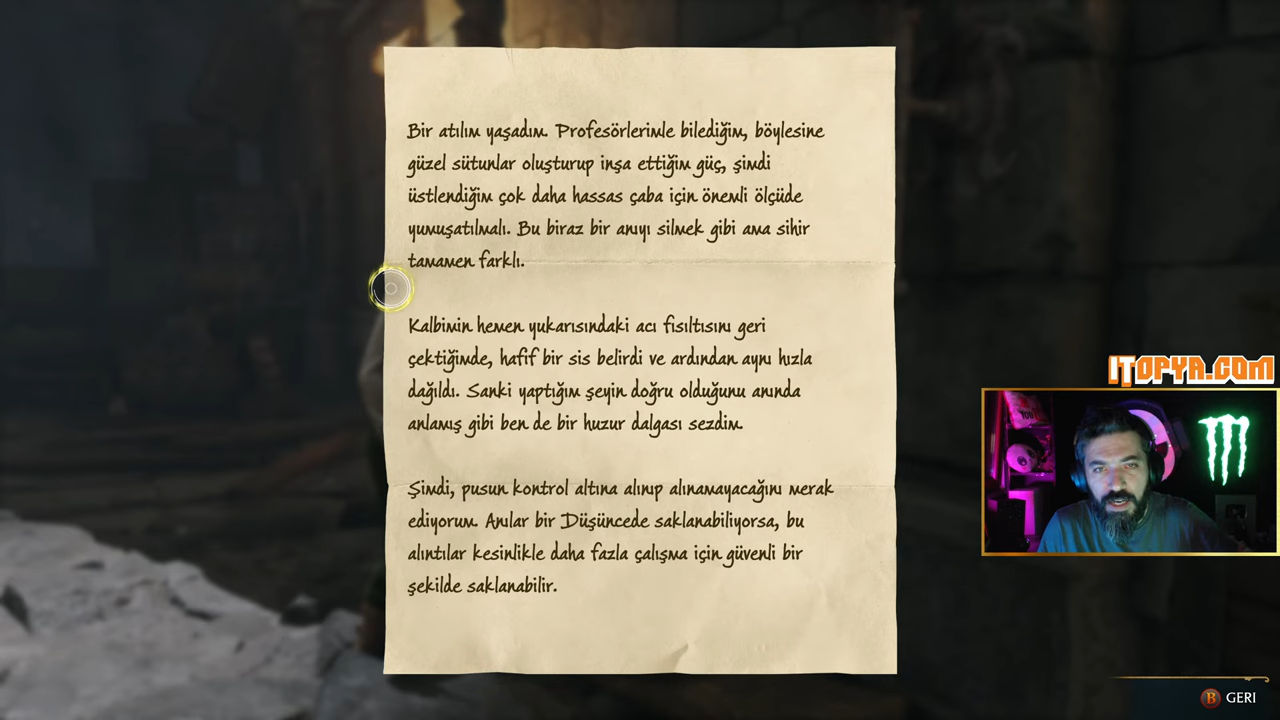 Bir atılım yaşadım. Profesörlerimle bilediğim, böylesine
güzel sütunlar oluşturup inşa ettiğim güç, şimdi
üstlendiğim çok daha hassas çaba için önemli ölçüde
yumuşatılmalı. Bu biraz bir anıyı silmek gibi ama sihir
tamamen farklı.
Kalbimin hemen yukarısındaki acı fısıltısını geri
çektiğimde, hafif bir sis belirdi ve ardından aynı hızla
dağıldı. Sanki yaptığım şeyin doğru olduğunu anında
anlamış gibi ben de bir huzur dalgası sezdim.
Şimdi, pusun kontrol altına alınıp alınamayacağını merak
ediyorum. Anılar bir Düşüncede saklanabiliyorsa, bu
alıntılar kesinlikle daha fazla çalışma için güvenli bir
şekilde saklanabilir.
ITOPYA.COM
B GERİ